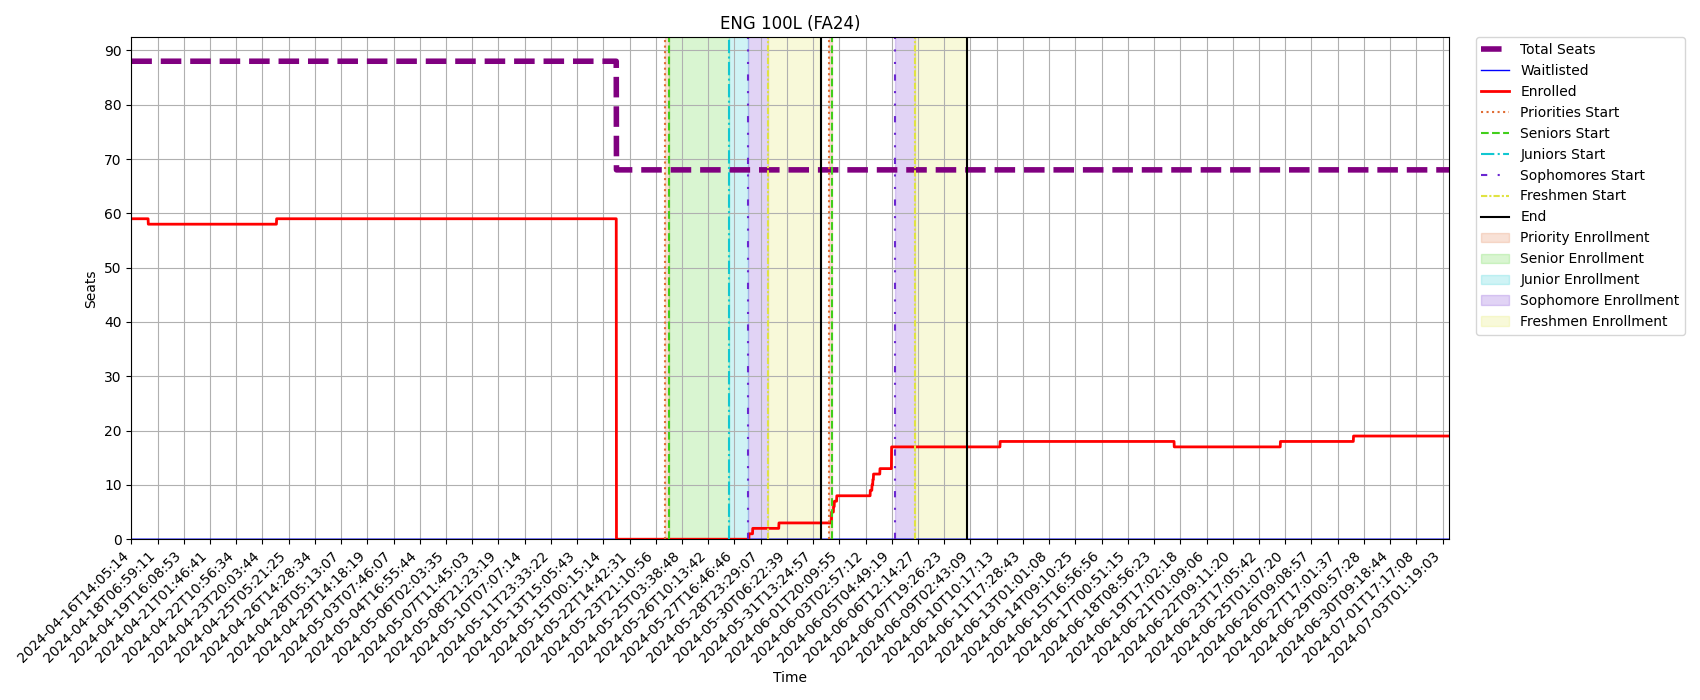 ENG 100L (FA24)
90
80
70
60
50
40
30
20
10
0
Seats
2024-04-16T14:05:14
2024-04-18T06:59:11
2024-04-19T16:08:53
2024-04-21T01:46:41
2024-04-22T10:56:34
2024-04-23T20:03:44
2024-04-25T05:21:25
2024-04-26T14:28:34
2024-04-28T05:13:07
2024-04-29T14:18:19
2024-05-03T07:46:07
2024-05-04T16:55:44
2024-05-06T02:03:35
2024-05-07T11:45:03
2024-05-08T21:23:19
2024-05-10T07:07:14
2024-05-11T23:33:22
2024-05-13T15:05:43
2024-05-15T00:15:14
2024-05-22T14:42:31
2024-05-23T21:10:56
2024-05-25T03:38:48
2024-05-26T10:13:42
2024-05-27T16:46:46
2024-05-28T23:29:07
2024-05-30T06:22:39
2024-05-31T13:24:57
2024-06-01T20:09:55
2024-06-03T02:57:12
2024-06-05T04:49:19
2024-06-06T12:14:27
2024-06-07T19:26:23
2024-06-09T02:43:09
2024-06-10T10:17:13
2024-06-11T17:28:43
2024-06-13T01:01:08
2024-06-14T09:10:25
2024-06-15T16:56:56
2024-06-17T00:51:15
2024-06-18T08:56:23
2024-06-19T17:02:18
2024-06-21T01:09:06
2024-06-22T09:11:20
2024-06-23T17:05:42
2024-06-25T01:07:20
2024-06-26T09:08:57
2024-06-27T17:01:37
2024-06-29T00:57:28
2024-06-30T09:18:44
2024-07-01T17:17:08
2024-07-03T01:19:03
Time
Total Seats
Waitlisted
Enrolled
Priorities Start
Seniors Start
Juniors Start
Sophomores Start
Freshmen Start
End
Priority Enrollment
Senior Enrollment
Junior Enrollment
Sophomore Enrollment
Freshmen Enrollment